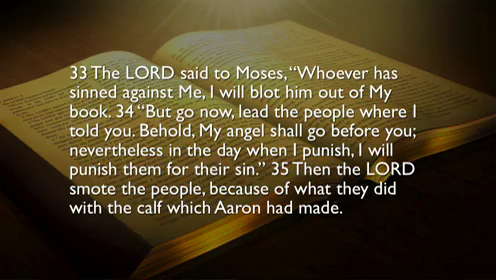 33 The LORD said to Moses, “Whoever has
sinned against Me, I will blot him out of My
book. 34 “But go now, lead the people where I
told you. Behold, My angel shall go before you;
nevertheless in the day when I punish, I will
punish them for their sin.” 35 Then the LORD
smote the people, because of what they did
with the calf which Aaron had made.